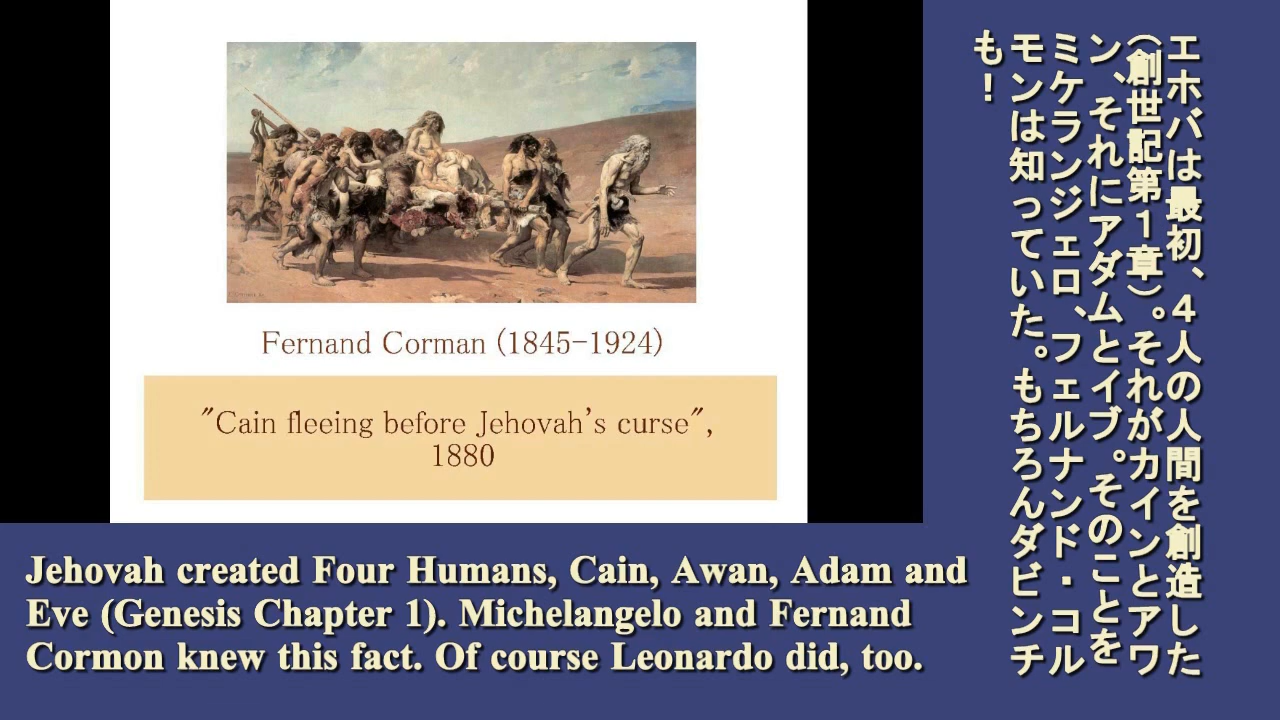 Fernand Corman (1845-1924)
"Cain fleeing before Jehovah's curse",
1880
Jehovah created Four Humans, Cain, Awan, Adam and
Eve (Genesis Chapter 1). Michelangelo and Fernand
Cormon knew this fact. Of course Leonardo did, too.
エホバは最初、4人の人間を創造した
（創世記第1章）。それがカインとアワ
ン、それにアダムとイブ。そのことを
ミケランジェロ、フェルナンド・コル
モンは知っていた。もちろんダビンチ
も！